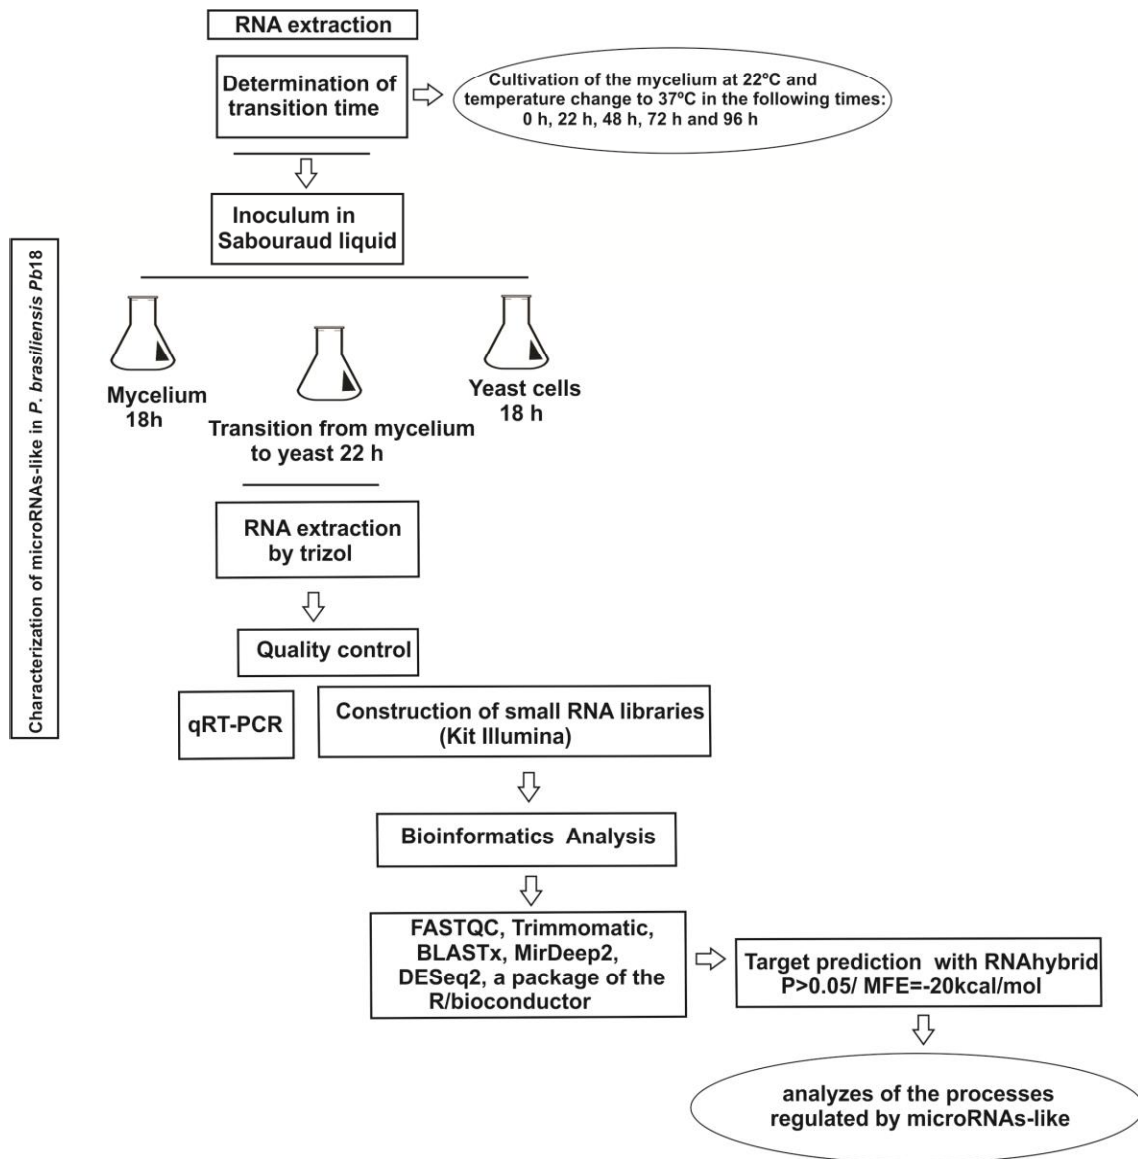 RNA extraction
Determination of
transition time
Cultivation of the mycelium at 22ºC and
temperature change to 37ºC in the following times:
0 h, 22 h, 48 h, 72 h and 96 h
Inoculum in
Sabouraud liquid
Characterization of microRNAs-like in P. brasiliensis Pb18
Mycelium
18h
Transition from mycelium
to yeast 22 h
Yeast cells
18 h
RNA extraction
by trizol
Quality control
qRT-PCR
Construction of small RNA libraries
(Kit Illumina)
Bioinformatics Analysis
FASTQC, Trimmomatic,
BLASTx, MirDeep2,
DESeq2, a package of the
R/bioconductor
Target prediction with RNAhybrid
P>0.05/ MFE=-20kcal/mol
analyzes of the processes
regulated by microRNAs-like